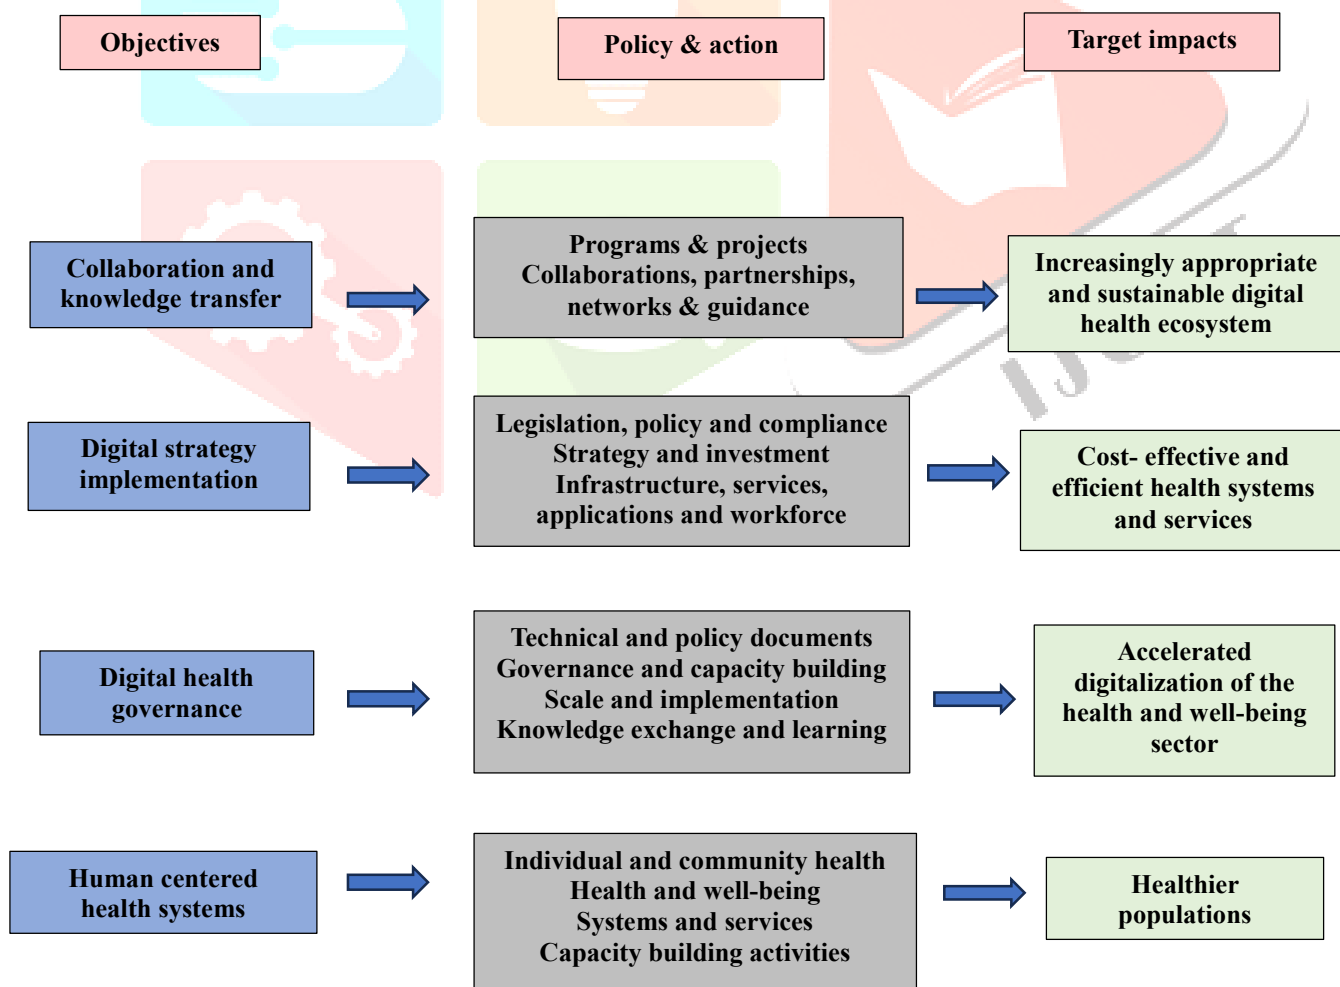 Objectives
Policy & action
Target impacts
Collaboration and
knowledge transfer
Programs & projects
Collaborations, partnerships,
networks & guidance
Increasingly appropriate
and sustainable digital
health ecosystem
Digital strategy
implementation
Legislation, policy and compliance
Strategy and investment
Infrastructure, services,
applications and workforce
Cost- effective and
efficient health systems
and services
Digital health
governance
Technical and policy documents
Governance and capacity building
Scale and implementation
Knowledge exchange and learning
Accelerated
digitalization of the
health and well-being
sector
Human centered
health systems
Individual and community health
Health and well-being
Systems and services
Capacity building activities
Healthier
populations